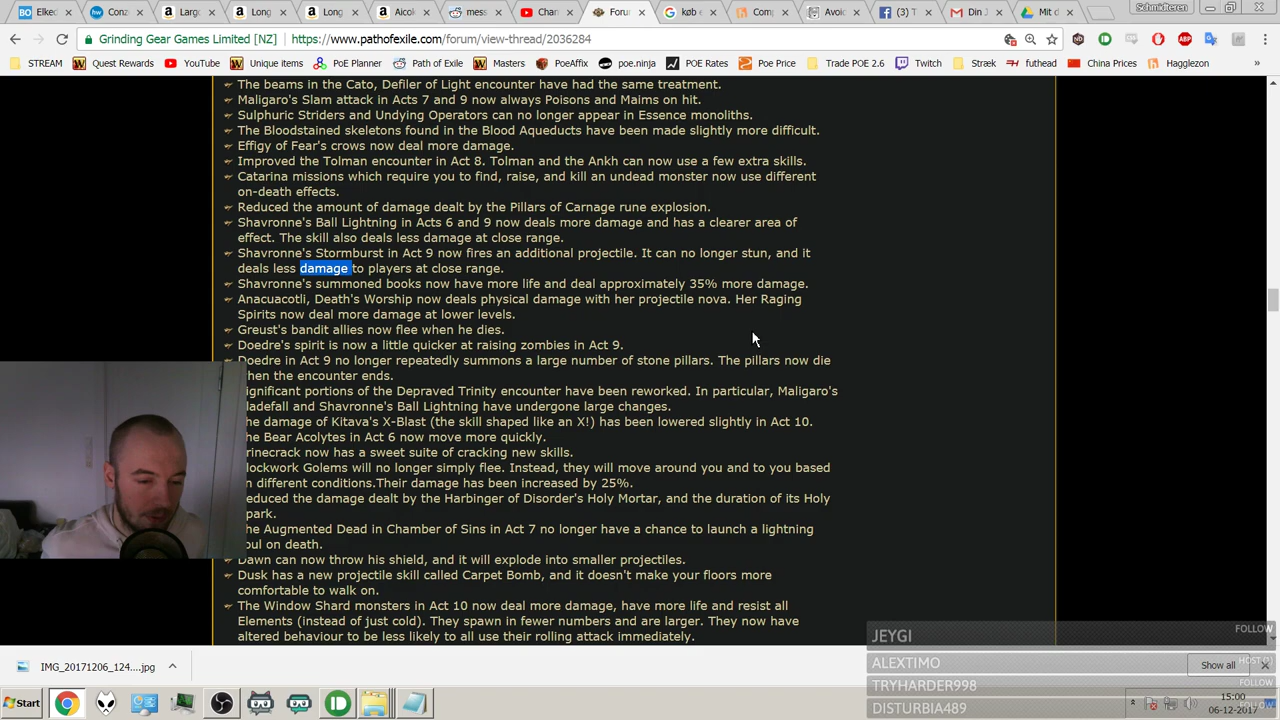 Elked
Conz
Larg
Long
Long
Aicok
mess
Chan
Foru
køb e
Comp
Avoi
(3) T
Din J
Mit d
Schmidteren
Grinding Gear Games Limited [NZ]
https://www.pathofexile.com/forum/view-thread/2036284
STREAM
Quest Rewards
YouTube
Unique items
PoE Planner
Path of Exile
Masters
PoeAffix
poe.ninja
POE Rates
Poe Price
Trade POE 2.6
Twitch
Stræk
futhead
China Prices
Hagglezon
»
The beams in the Cato, Defiler of Light encounter have had the same treatment.
Maligaro's Slam attack in Acts 7 and 9 now always Poisons and Maims on hit.
Sulphuric Striders and Undying Operators can no longer appear in Essence monoliths.
The Bloodstained skeletons found in the Blood Aqueducts have been made slightly more difficult.
Effigy of Fear's crows now deal more damage.
Improved the Tolman encounter in Act 8. Tolman and the Ankh can now use a few extra skills.
Catarina missions which require you to find, raise, and kill an undead monster now use different
on-death effects.
Reduced the amount of damage dealt by the Pillars of Carnage rune explosion.
Shavronne's Ball Lightning in Acts 6 and 9 now deals more damage and has a clearer area of
effect. The skill also deals less damage at close range.
Shavronne's Stormburst in Act 9 now fires an additional projectile. It can no longer stun, and it
deals less damage to players at close range.
Shavronne's summoned books now have more life and deal approximately 35% more damage.
Anacuacotli, Death's Worship now deals physical damage with her projectile nova. Her Raging
Spirits now deal more damage at lower levels.
Greust's bandit allies now flee when he dies.
Doedre's spirit is now a little quicker at raising zombies in Act 9.
Doedre in Act 9 no longer repeatedly summons a large number of stone pillars. The pillars now die
hen the encounter ends.
ignificant portions of the Depraved Trinity encounter have been reworked. In particular, Maligaro's
ladefall and Shavronne's Ball Lightning have undergone large changes.
he damage of Kitava's X-Blast (the skill shaped like an X!) has been lowered slightly in Act 10.
he Bear Acolytes in Act 6 now move more quickly.
rinecrack now has a sweet suite of cracking new skills.
lockwork Golems will no longer simply flee. Instead, they will move around you and to you based
n different conditions.Their damage has been increased by 25%.
educed the damage dealt by the Harbinger of Disorder's Holy Mortar, and the duration of its Holy
park.
he Augmented Dead in Chamber of Sins in Act 7 no longer have a chance to launch a lightning
oul on death.
Dawn can now throw his shield, and it will explode into smaller projectiles.
Dusk has a new projectile skill called Carpet Bomb, and it doesn't make your floors more
comfortable to walk on.
The Window Shard monsters in Act 10 now deal more damage, have more life and resist all
Elements (instead of just cold). They spawn in fewer numbers and are larger. They now have
altered behaviour to be less likely to all use their rolling attack immediately.
JEYGI FOLLOW
ALEXTIMO HOST (1)
TRYHARDER998 FOLLOW
DISTURBIA489 FOLLOW
IMG_20171206_124....jpg
Show all
Start
15:00
06-12-2017